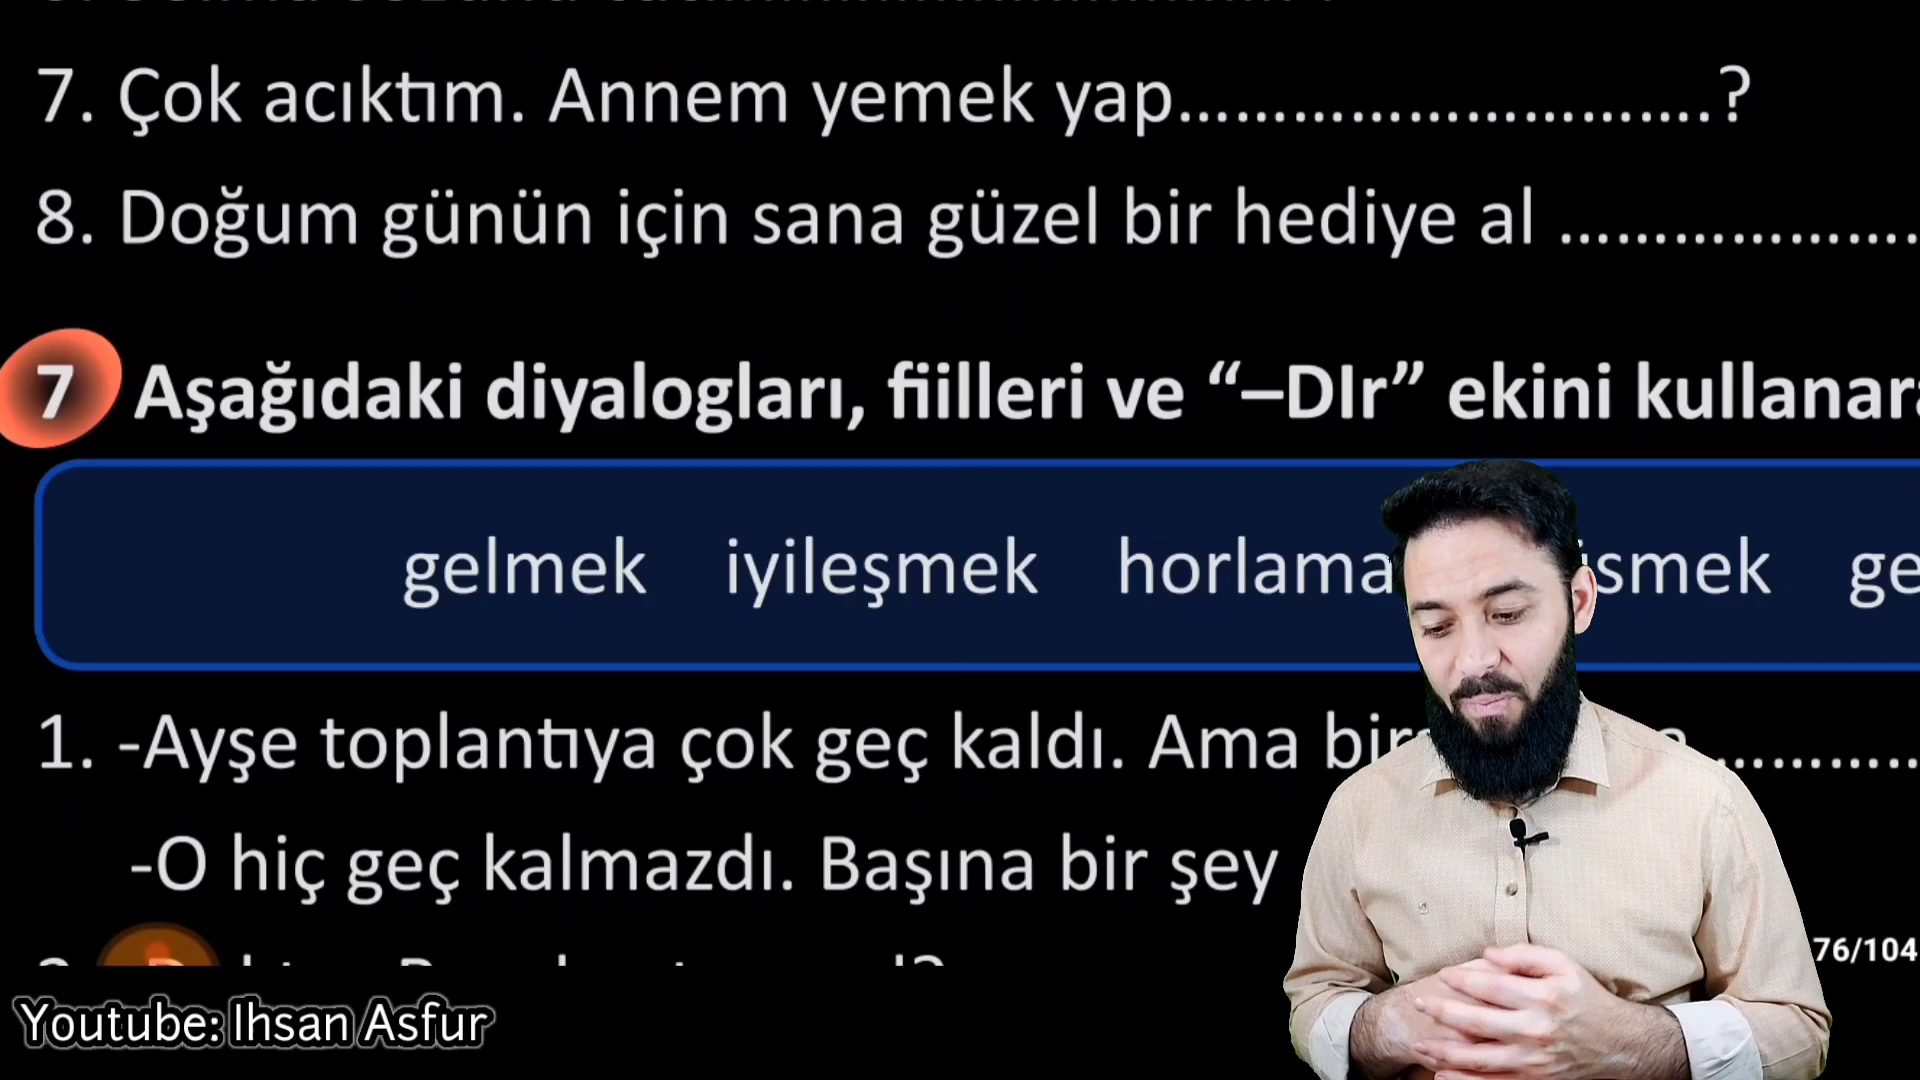 7. Çok acıktım. Annem yemek yap..............................?
8. Doğum günün için sana güzel bir hediye al ....................
7 Aşağıdaki diyalogları, fiilleri ve “–DIr” ekini kullanar
gelmek iyileşmek horlama ismek ge
1. -Ayşe toplantıya çok geç kaldı. Ama bir ............
-O hiç geç kalmazdı. Başına bir şey
76/104
Youtube: Ihsan Asfur